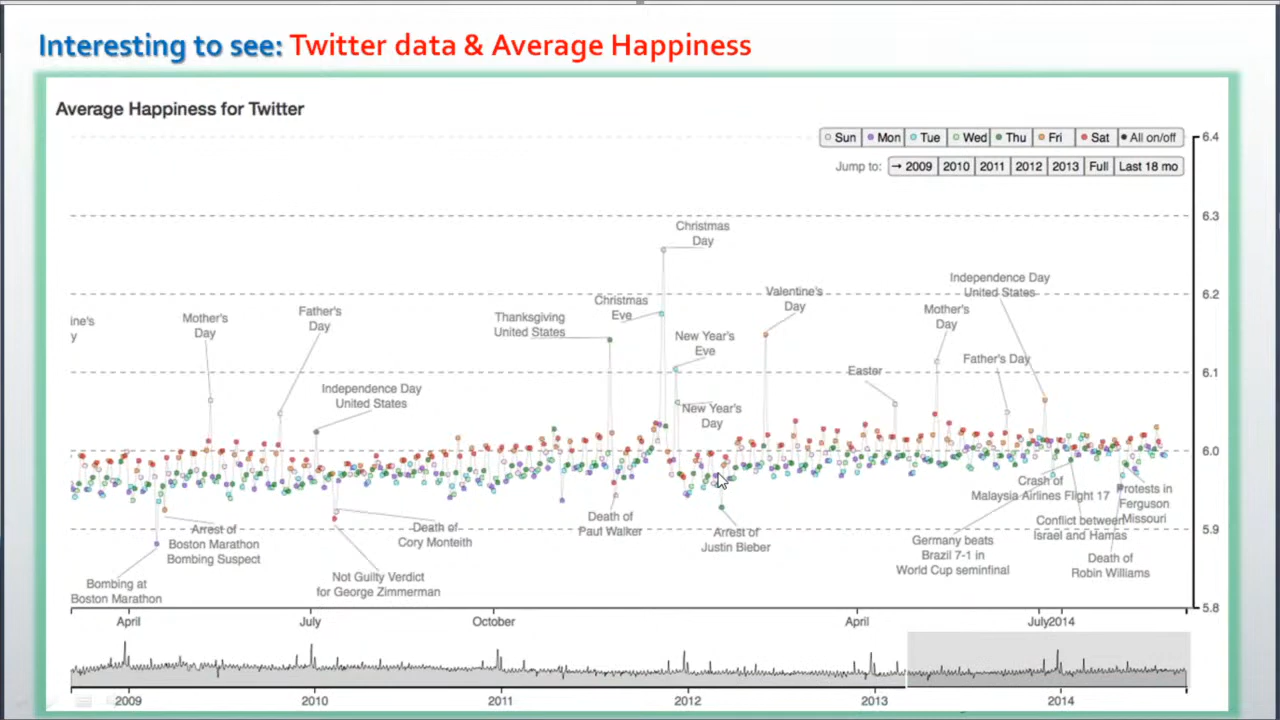 Interesting to see: Twitter data & Average Happiness
Average Happiness for Twitter
Sun Mon Tue Wed Thu Fri Sat All on/off
Jump to: → 2009 2010 2011 2012 2013 Full Last 18 mo
6.4
6.3
6.2
6.1
6.0
5.9
5.8
ine's
y
Mother's
Day
Father's
Day
Independence Day
United States
Thanksgiving
United States
Christmas
Eve
Christmas
Day
New Year's
Eve
New Year's
Day
Valentine's
Day
Easter
Mother's
Day
Independence Day
United States
Father's Day
Bombing at
Boston Marathon
Arrest of
Boston Marathon
Bombing Suspect
Not Guilty Verdict
for George Zimmerman
Death of
Cory Monteith
Death of
Paul Walker
Arrest of
Justin Bieber
Germany beats
Brazil 7-1 in
World Cup seminfinal
Crash of
Malaysia Airlines Flight 17
Conflict between
Israel and Hamas
Protests in
Ferguson
Missouri
Death of
Robin Williams
April July October April July2014
2009 2010 2011 2012 2013 2014